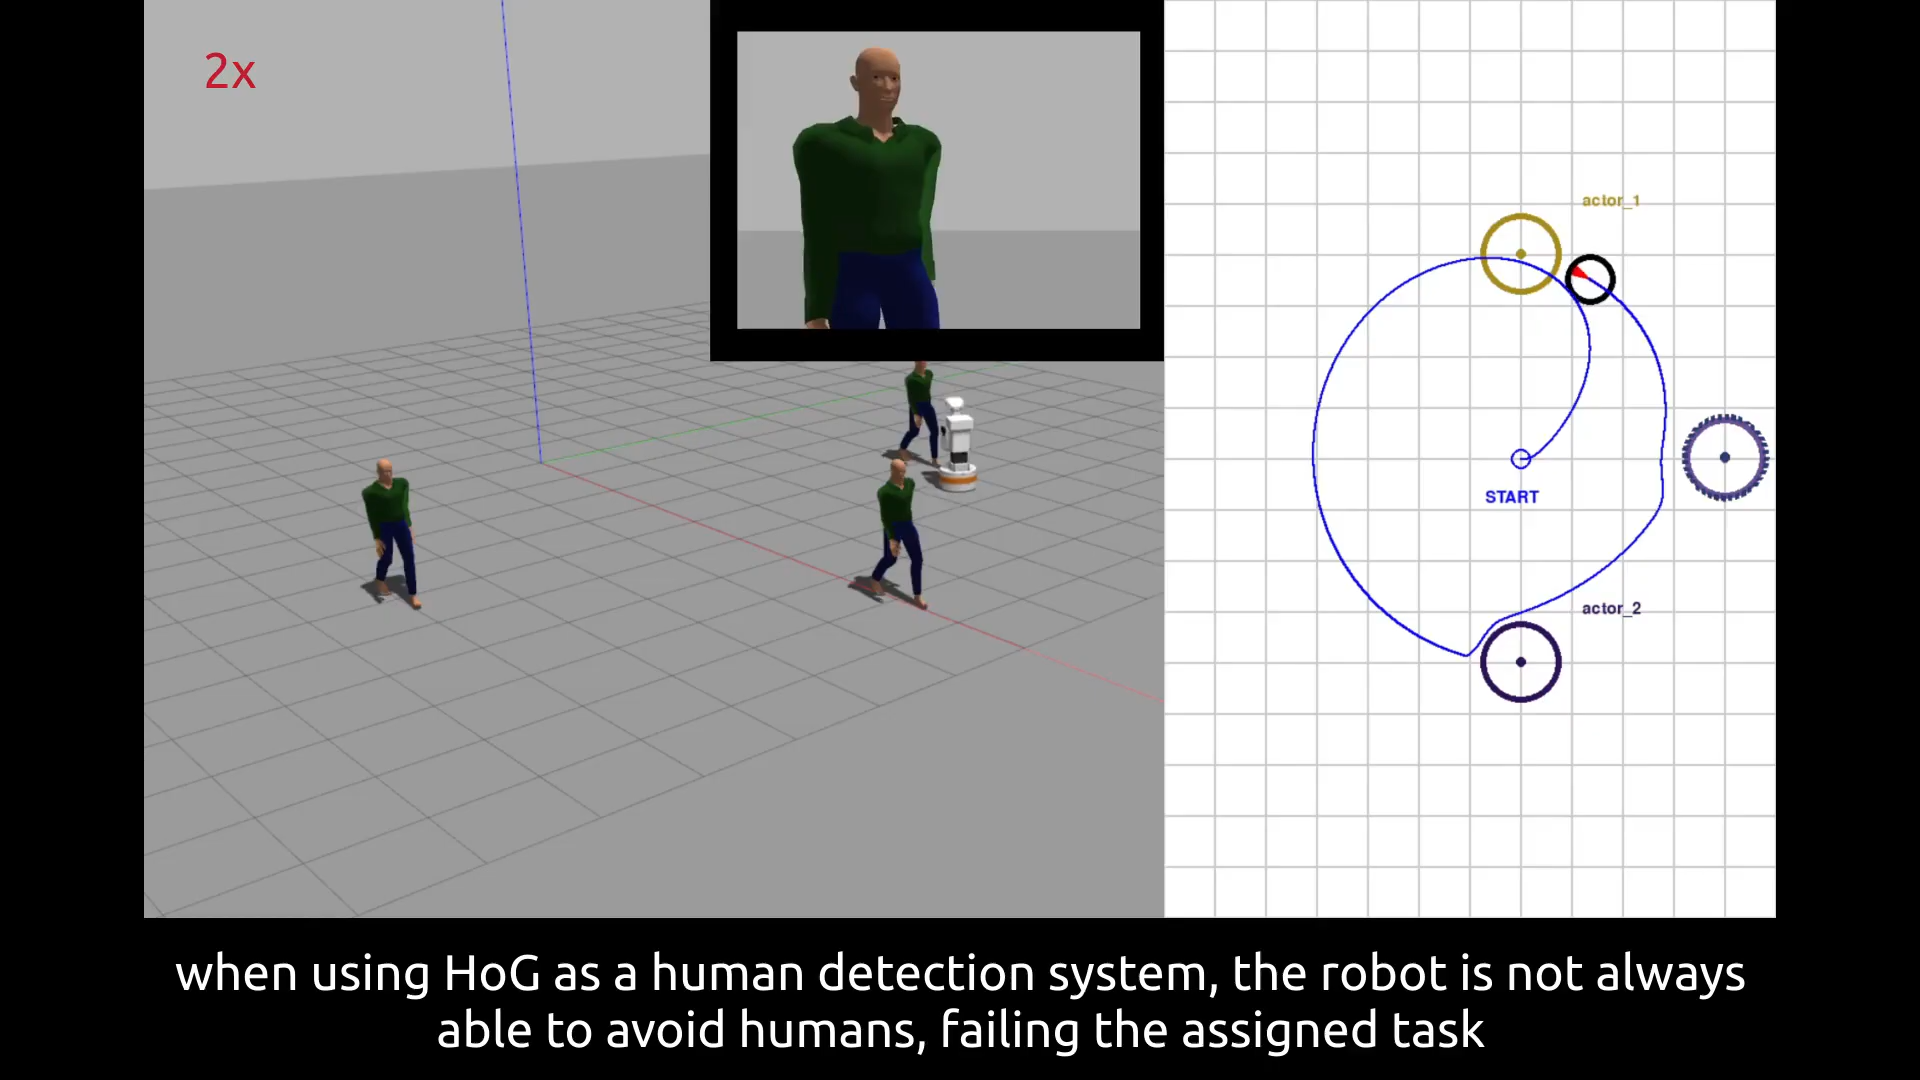 2x
actor_1
START
actor_2
when using HoG as a human detection system, the robot is not always
able to avoid humans, failing the assigned task